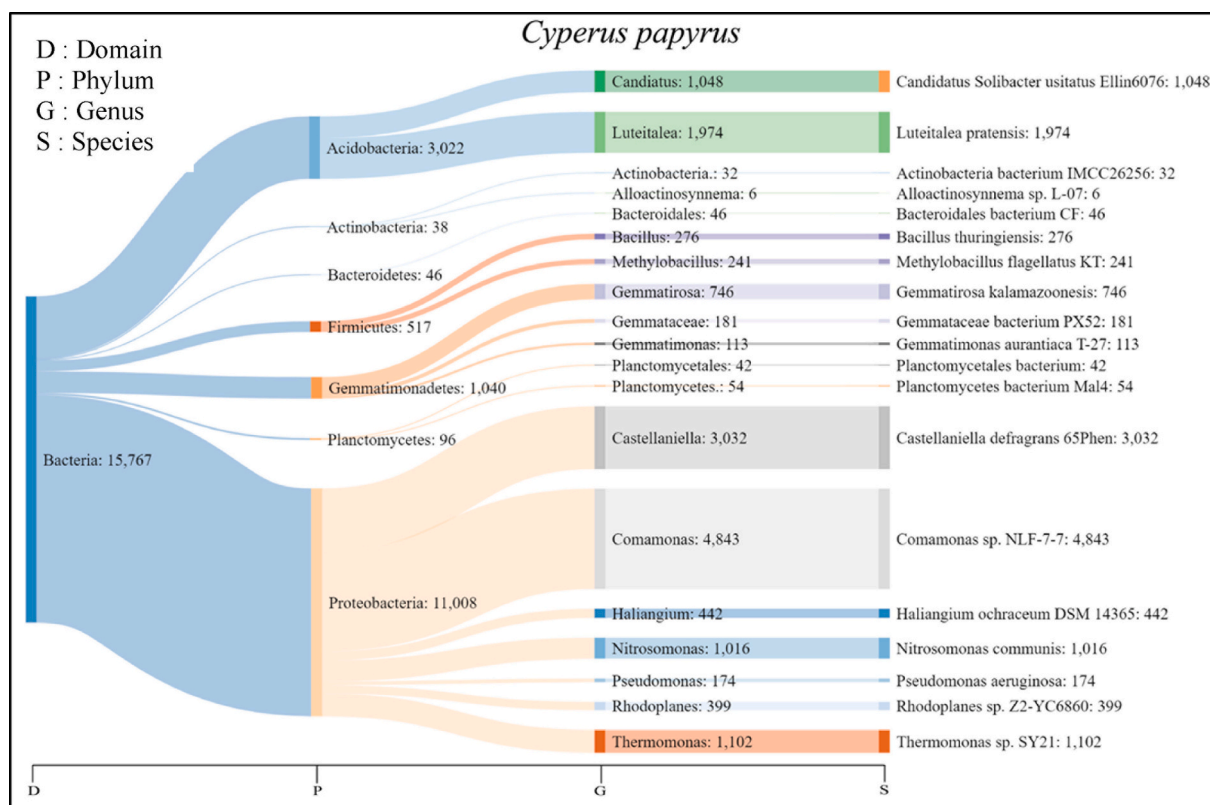 Cyperus papyrus
D : Domain
P : Phylum
G : Genus
S : Species
Bacteria: 15,767
Acidobacteria: 3,022
Actinobacteria: 38
Bacteroidetes: 46
Firmicutes: 517
Gemmatimonadetes: 1,040
Planctomycetes: 96
Proteobacteria: 11,008
Candiatus: 1,048
Luteitalea: 1,974
Actinobacteria.: 32
Alloactinosynnema: 6
Bacteroidales: 46
Bacillus: 276
Methylobacillus: 241
Gemmatirosa: 746
Gemmataceae: 181
Gemmatimonas: 113
Planctomycetales: 42
Planctomycetes.: 54
Castellaniella: 3,032
Comamonas: 4,843
Haliangium: 442
Nitrosomonas: 1,016
Pseudomonas: 174
Rhodoplanes: 399
Thermomonas: 1,102
Candidatus Solibacter usitatus Ellin6076: 1,048
Luteitalea pratensis: 1,974
Actinobacteria bacterium IMCC26256: 32
Alloactinosynnema sp. L-07: 6
Bacteroidales bacterium CF: 46
Bacillus thuringiensis: 276
Methylobacillus flagellatus KT: 241
Gemmatirosa kalamazoonesis: 746
Gemmataceae bacterium PX52: 181
Gemmatimonas aurantiaca T-27: 113
Planctomycetales bacterium: 42
Planctomycetes bacterium Mal4: 54
Castellaniella defragrans 65Phen: 3,032
Comamonas sp. NLF-7-7: 4,843
Haliangium ochraceum DSM 14365: 442
Nitrosomonas communis: 1,016
Pseudomonas aeruginosa: 174
Rhodoplanes sp. Z2-YC6860: 399
Thermomonas sp. SY21: 1,102
D
P
G
S